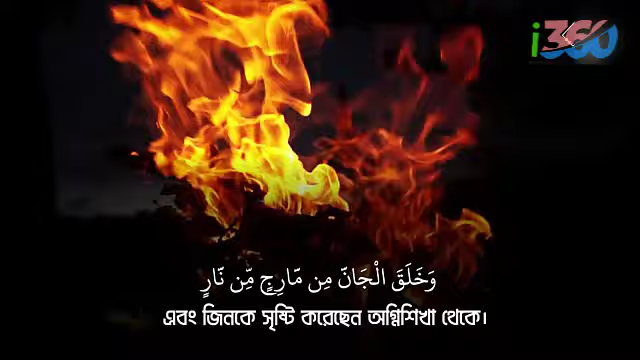 i360
وَخَلَقَ الْجَانَّ مِن مَّارِجٍ مِّن نَّارٍ
এবং জিনকে সৃষ্টি করেছেন অগ্নিশিখা থেকে।